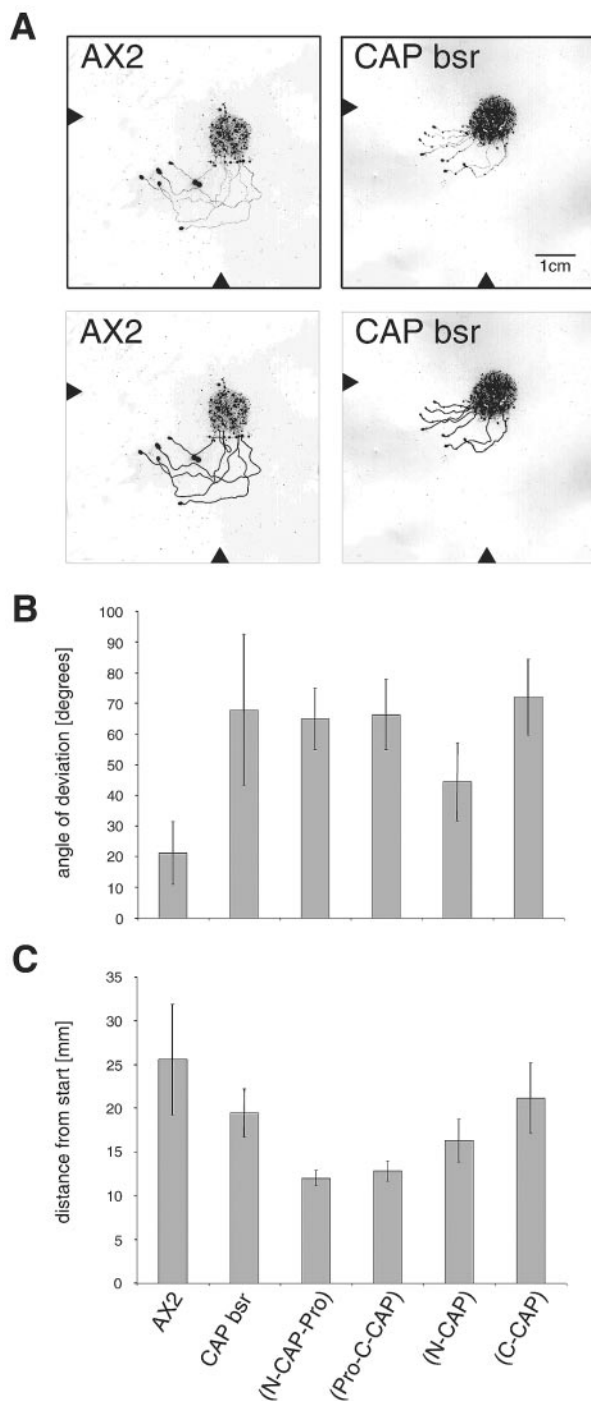 A
AX2
CAP bsr
1cm
AX2
CAP bsr
B
angle of deviation [degrees]
100
90
80
70
60
50
40
30
20
10
0
C
distance from start [mm]
35
30
25
20
15
10
5
0
AX2
CAP bsr
(N-CAP-Pro)
(Pro-C-CAP)
(N-CAP)
(C-CAP)